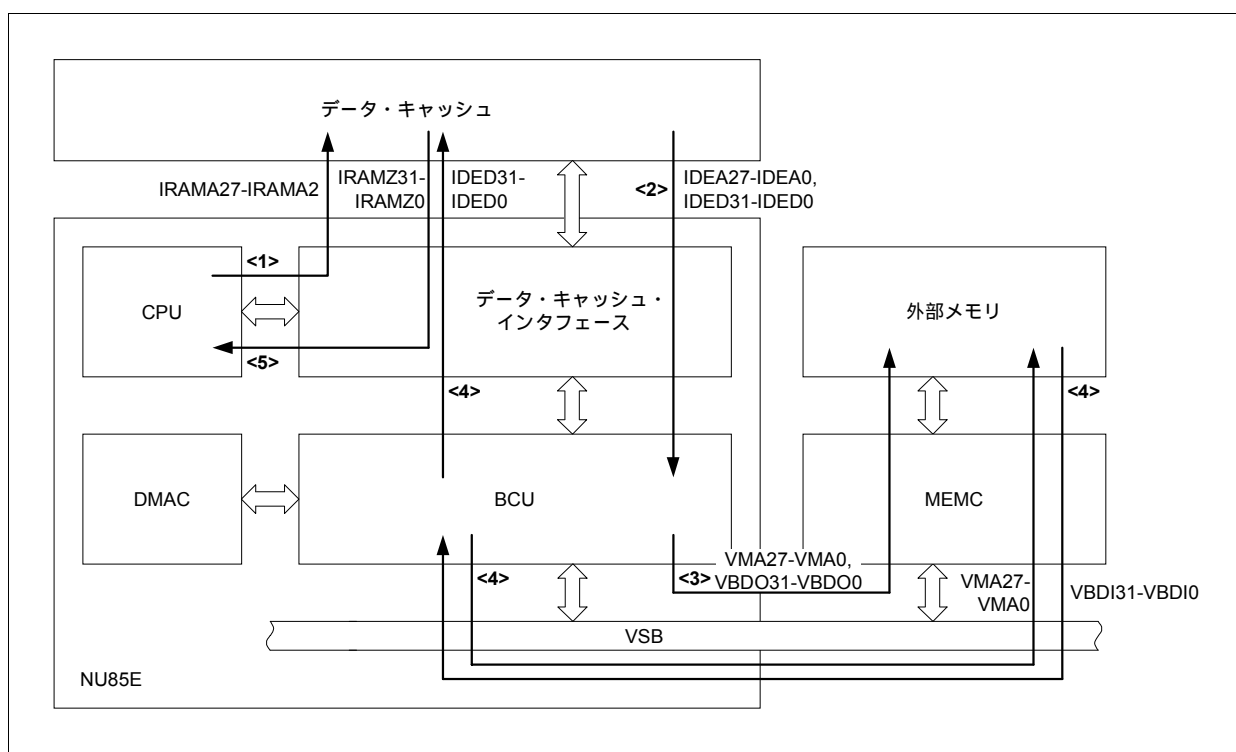 データ・キャッシュ
IRAMA27-IRAMA2
IRAMZ31-
IRAMZ0
IDED31-
IDED0
<2>
IDEA27-IDEA0,
IDED31-IDED0
<1>
CPU
データ・キャッシュ・
インタフェース
外部メモリ
<5>
<4>
<4>
DMAC
BCU
MEMC
<4>
<3>
VMA27-VMA0,
VBDO31-VBDO0
VMA27-
VMA0
VBDI31-VBDI0
VSB
NU85E